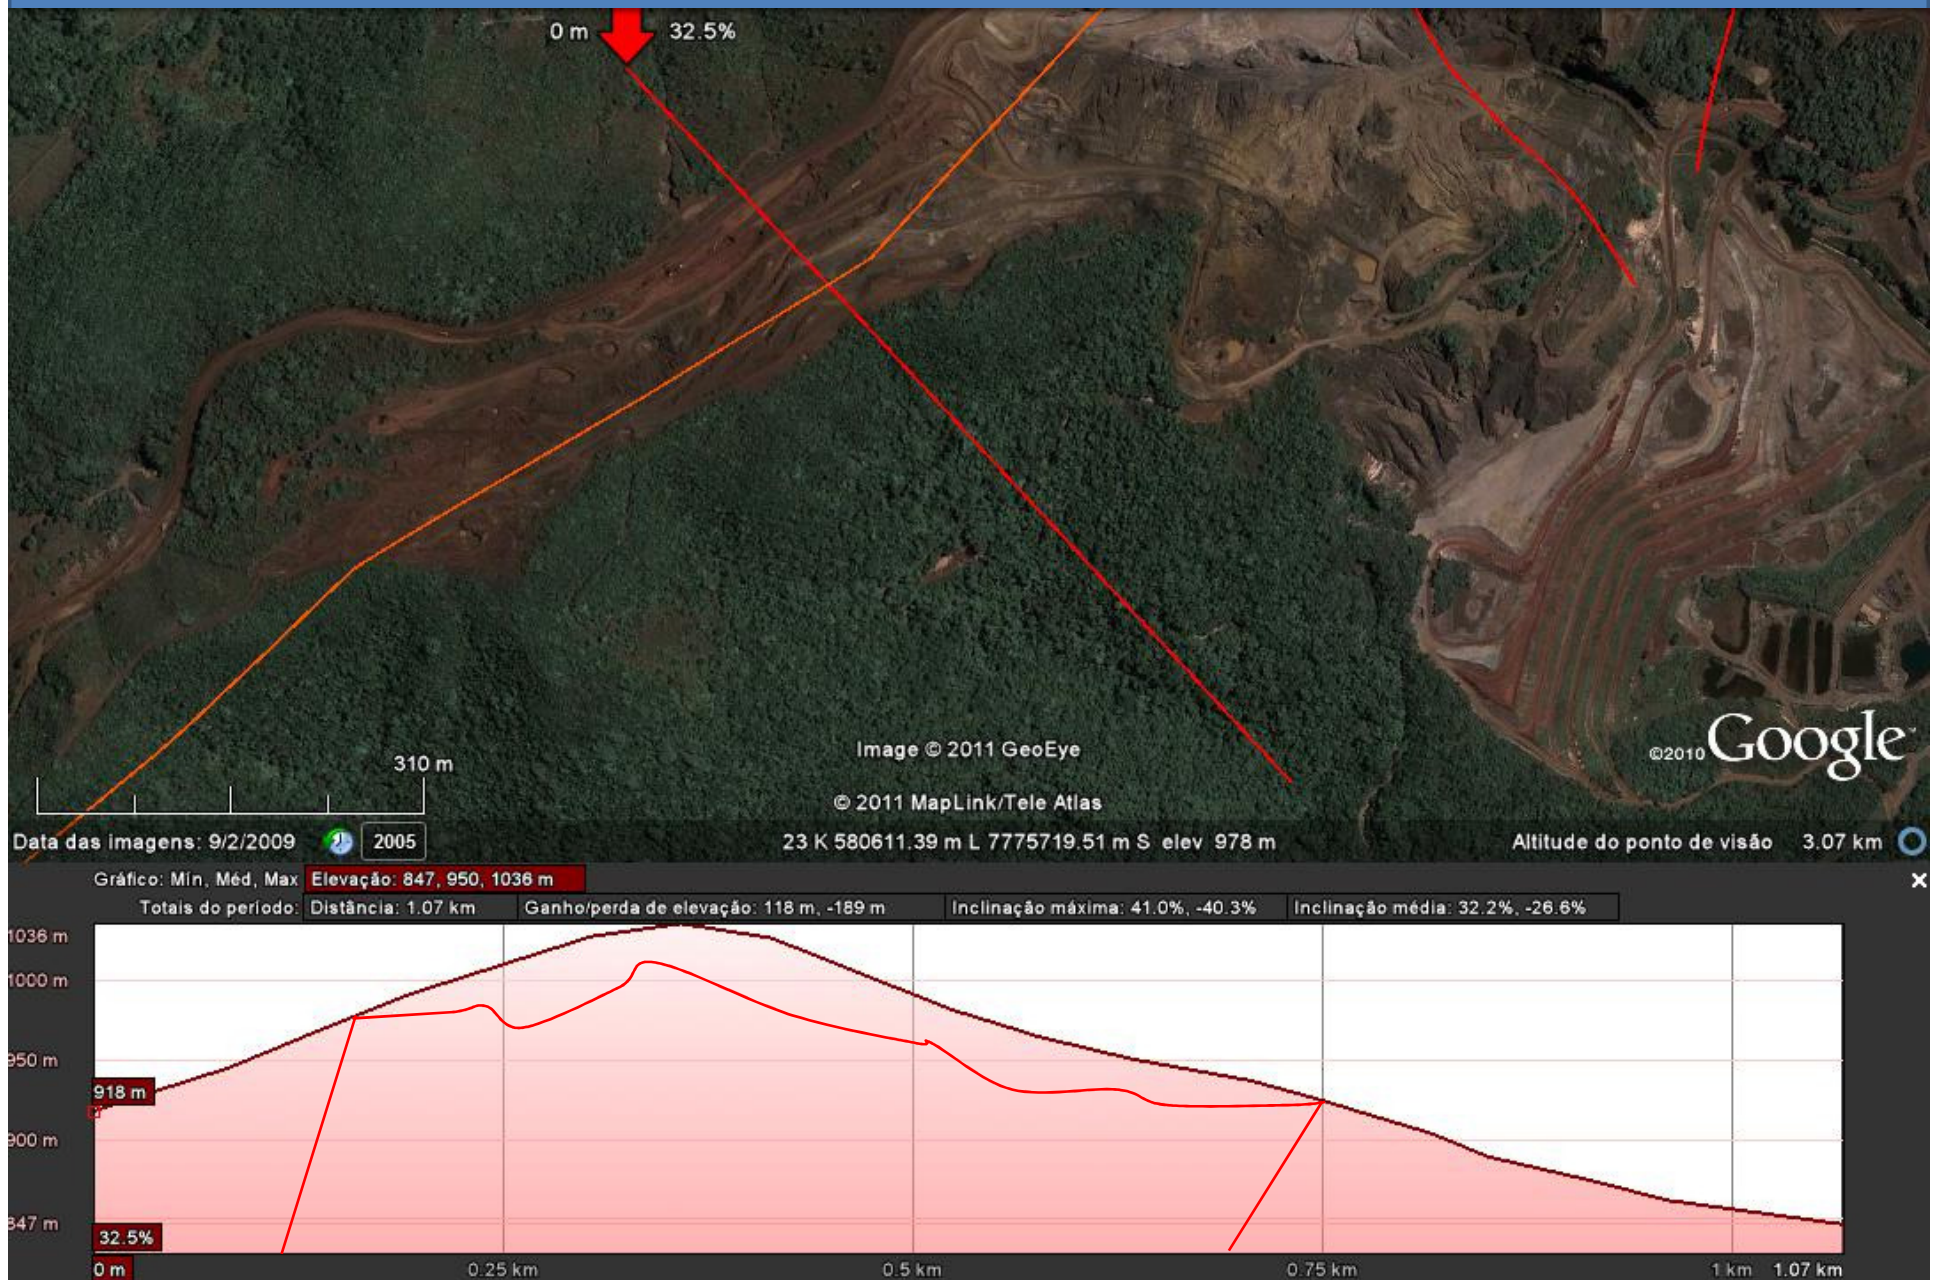 0 m 32.5%
310 m
Image © 2011 GeoEye
©2010 Google
© 2011 MapLink/Tele Atlas
Data das imagens: 9/2/2009 2005 23 K 580611.39 m L 7775719.51 m S elev 978 m Altitude do ponto de visão 3.07 km
Gráfico: Mín, Méd, Max Elevação: 847, 950, 1036 m
Totais do período: Distância: 1.07 km Ganho/perda de elevação: 118 m, -189 m Inclinação máxima: 41.0%, -40.3% Inclinação média: 32.2%, -26.6%
1036 m
1000 m
950 m
918 m
900 m
847 m
32.5%
0 m 0.25 km 0.5 km 0.75 km 1 km 1.07 km